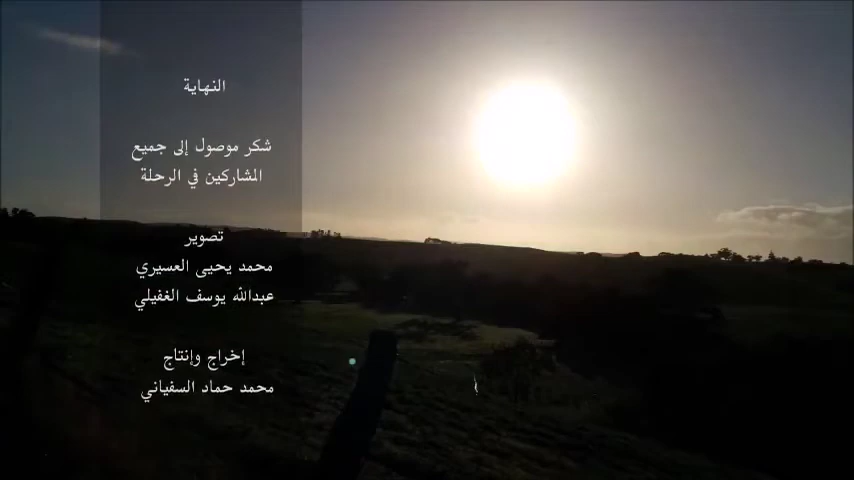 النهاية
شكر موصول إلى جميع
المشاركين في الرحلة
تصوير
محمد يحيى العسيري
عبدالله يوسف الغفيلي
إخراج وإنتاج
محمد حماد السفياني